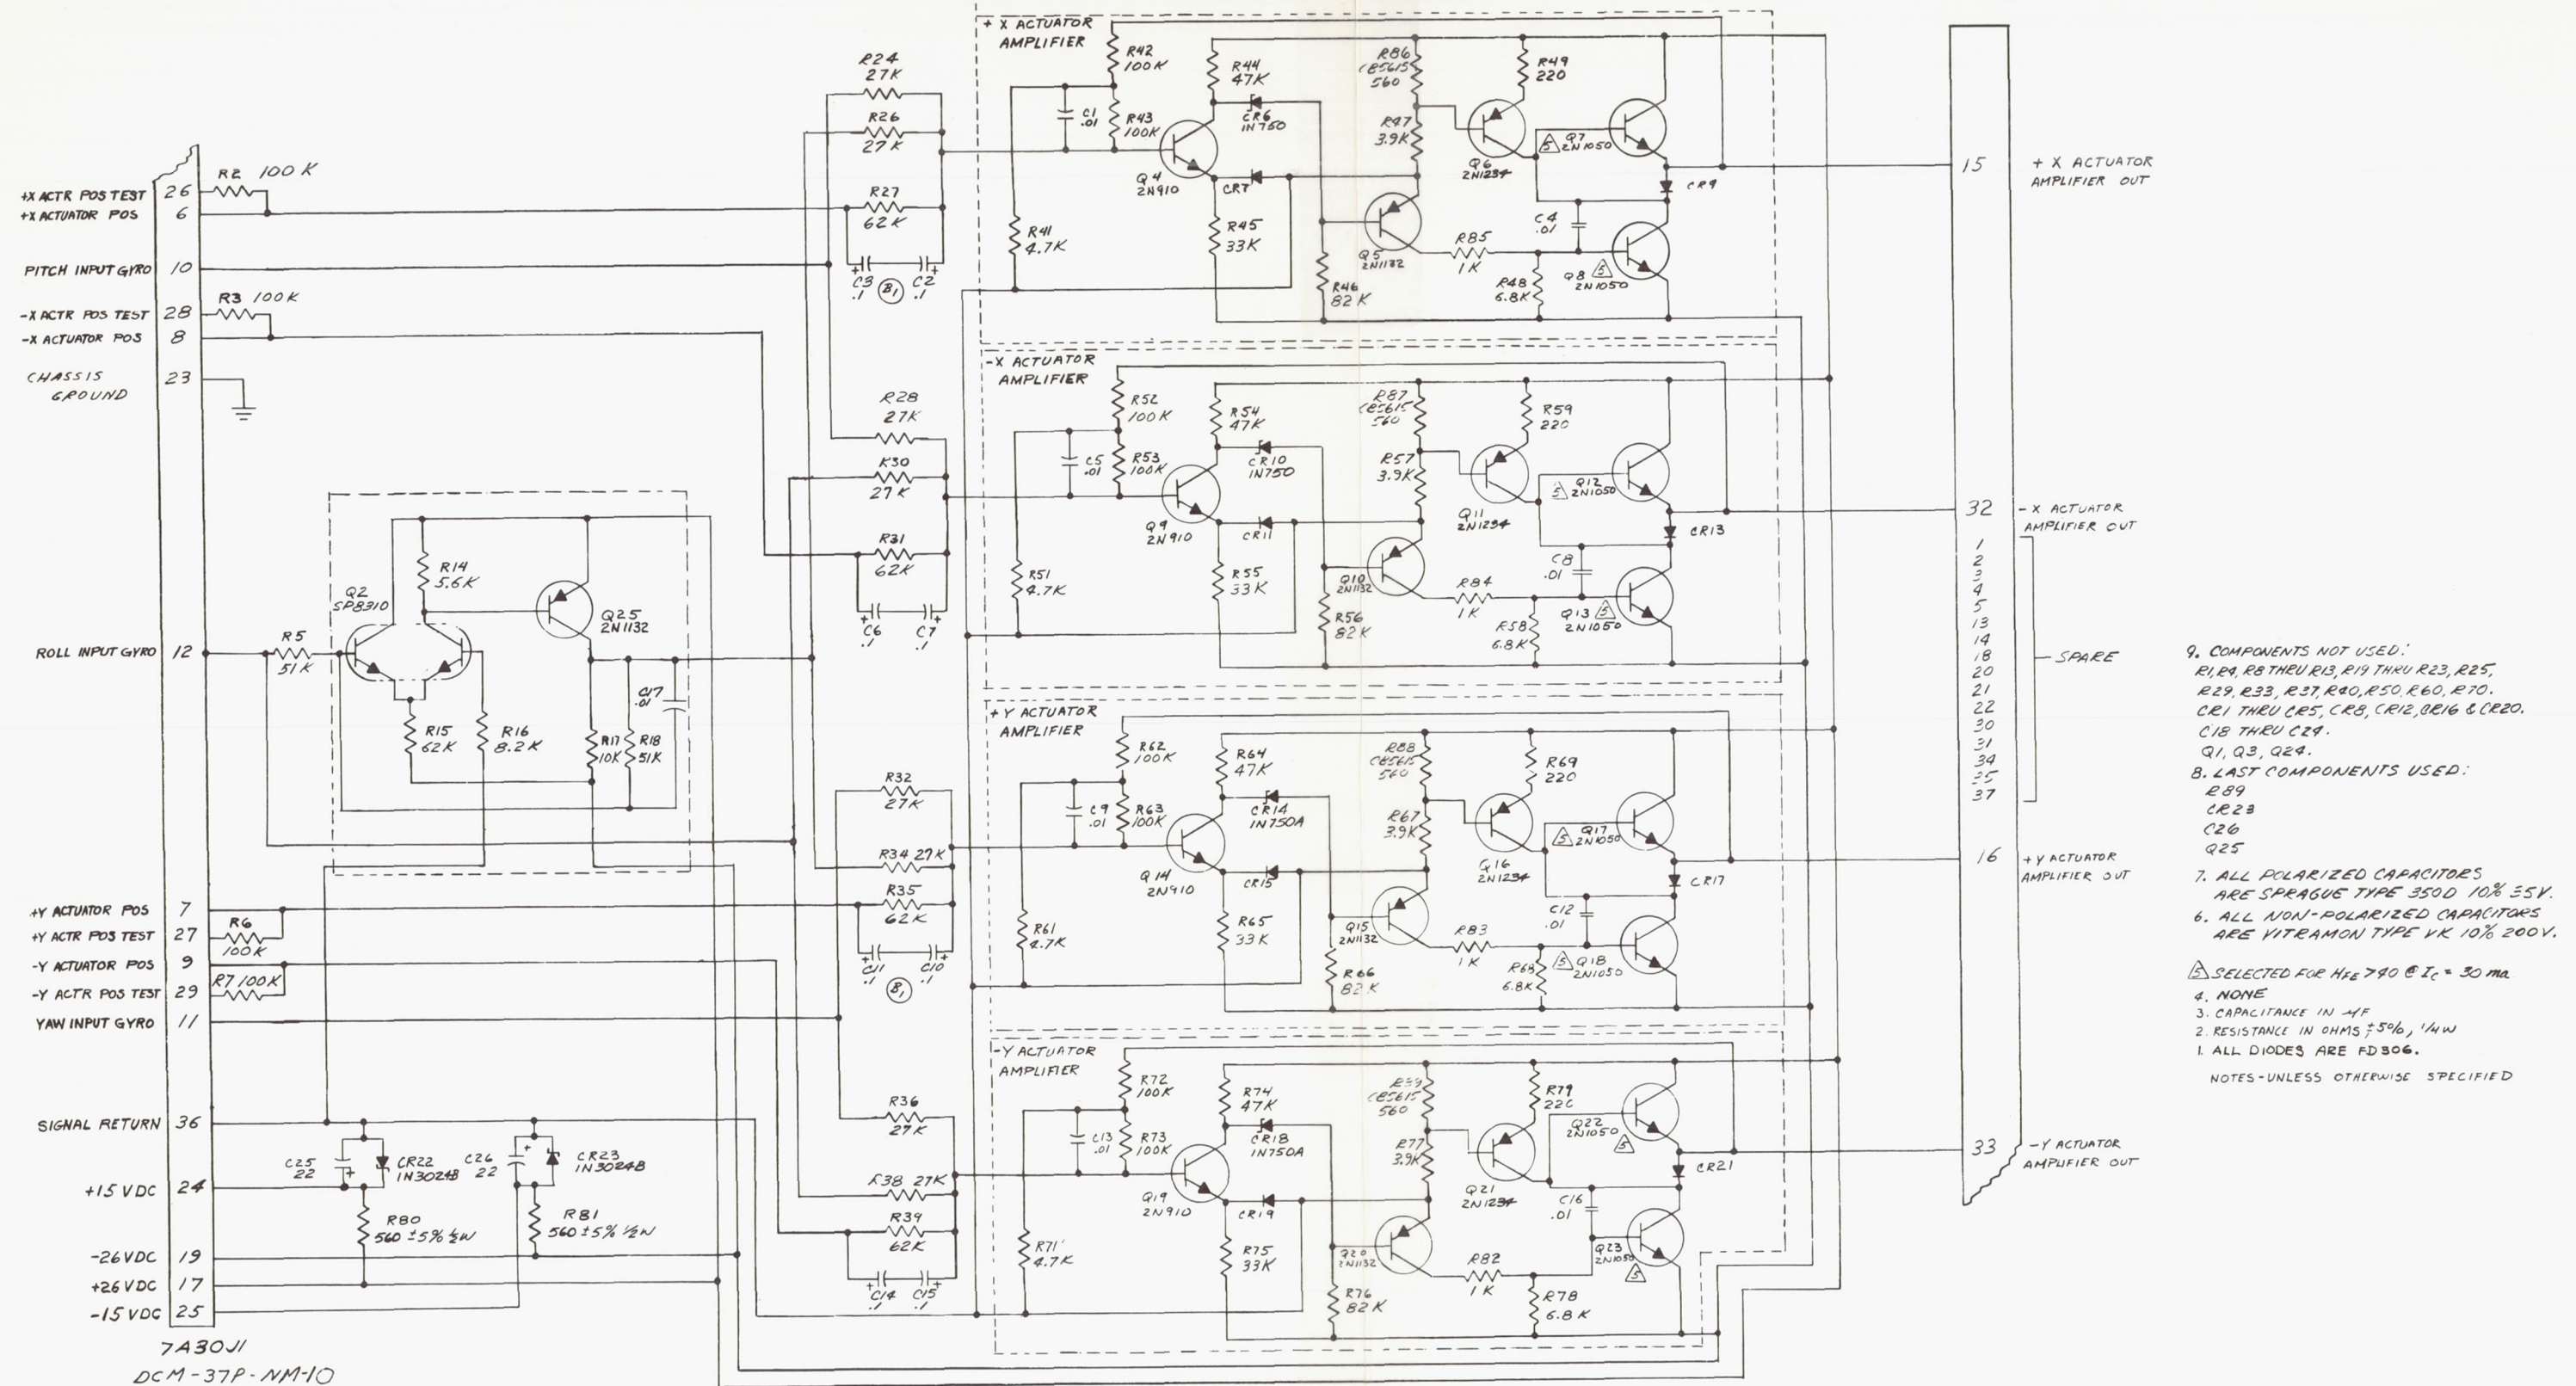 +X ACTR POS TEST 26
+X ACTUATOR POS 6
PITCH INPUT GYRO 10
-X ACTR POS TEST 28
-X ACTUATOR POS 8
CHASSIS GROUND 23
ROLL INPUT GYRO 12
+Y ACTUATOR POS 7
+Y ACTR POS TEST 27
-Y ACTUATOR POS 9
-Y ACTR POS TEST 29
YAW INPUT GYRO 11
SIGNAL RETURN 36
+15 VDC 24
-26VDC 19
+26VDC 17
-15VDC 25
7A30J1
DCM-37P-NM-10
R2 100 K
R3 100K
R5
51K
R6
100K
R7 100K
Q2
SP8310
R14
5.6K
Q25
2N1132
R15
62K
R16
8.2K
R17
10K
R18
51K
C17
.01
C25
22
CR22
1N3024B
C26
22
CR23
1N3024B
R80
560 ±5% ½W
R81
560 ±5% ½W
R24
27K
R26
27K
R27
62K
C3
.1
B1
C2
.1
R28
27K
R30
27K
R31
62K
C6
.1
C7
.1
R32
27K
R34 27K
R35
62K
C11
.1
B1
C10
.1
R36
27K
R38 27K
R39
62K
C14
.1
C15
.1
+ X ACTUATOR
AMPLIFIER
R42
100K
C1
.01
R43
100K
R41
4.7K
R44
47K
CR6
1N750
Q4
2N910
CR7
R45
33K
R46
82K
R86
CB5615
560
R47
3.9K
Q5
2N1132
R49
220
Q6
2N1234
5
Q7
2N1050
CR9
C4
.01
R85
1K
R48
6.8K
Q8 5
2N1050
-X ACTUATOR
AMPLIFIER
R52
100K
C5
.01
R53
100K
R51
4.7K
R54
47K
CR10
1N750
Q9
2N910
CR11
R55
33K
R56
82K
R87
CB5615
560
R57
3.9K
Q10
2N1132
R59
220
Q11
2N1234
5
Q12
2N1050
CR13
C8
.01
R84
1K
R58
6.8K
Q13 5
2N1050
+Y ACTUATOR
AMPLIFIER
R62
100K
C9
.01
R63
100K
R61
4.7K
R64
47K
CR14
1N750A
Q14
2N910
CR15
R65
33K
R66
82K
R88
CB5615
560
R67
3.9K
Q15
2N1132
R69
220
Q16
2N1234
5
Q17
2N1050
CR17
C12
.01
R83
1K
R68
6.8K
5 Q18
2N1050
-Y ACTUATOR
AMPLIFIER
R72
100K
C13
.01
R73
100K
R71
4.7K
R74
47K
CR18
1N750A
Q19
2N910
CR19
R75
33K
R76
82K
R89
CB5615
560
R77
3.9K
Q20
2N1132
R79
220
Q21
2N1234
Q22
2N1050
5
CR21
C16
.01
R82
1K
R78
6.8K
Q23
2N1050
5
15 + X ACTUATOR
AMPLIFIER OUT
32 -X ACTUATOR
AMPLIFIER OUT
1
2
3
4
5
13
14
18
20
21
22
30
31
34
35
37
SPARE
16 +Y ACTUATOR
AMPLIFIER OUT
33 -Y ACTUATOR
AMPLIFIER OUT
9. COMPONENTS NOT USED:
R1,R4, R8 THRU R13, R19 THRU R23, R25,
R29, R33, R37, R40, R50, R60, R70.
CR1 THRU CR5, CR8, CR12, CR16 & CR20.
C18 THRU C24.
Q1, Q3, Q24.
8. LAST COMPONENTS USED:
R89
CR23
C26
Q25
7. ALL POLARIZED CAPACITORS
ARE SPRAGUE TYPE 350D 10% 35V.
6. ALL NON-POLARIZED CAPACITORS
ARE VITRAMON TYPE VK 10% 200V.
5 SELECTED FOR HFE >40 @ IC = 30 ma
4. NONE
3. CAPACITANCE IN MF
2. RESISTANCE IN OHMS ±5%, 1/4 W
1. ALL DIODES ARE FD306.
NOTES-UNLESS OTHERWISE SPECIFIED